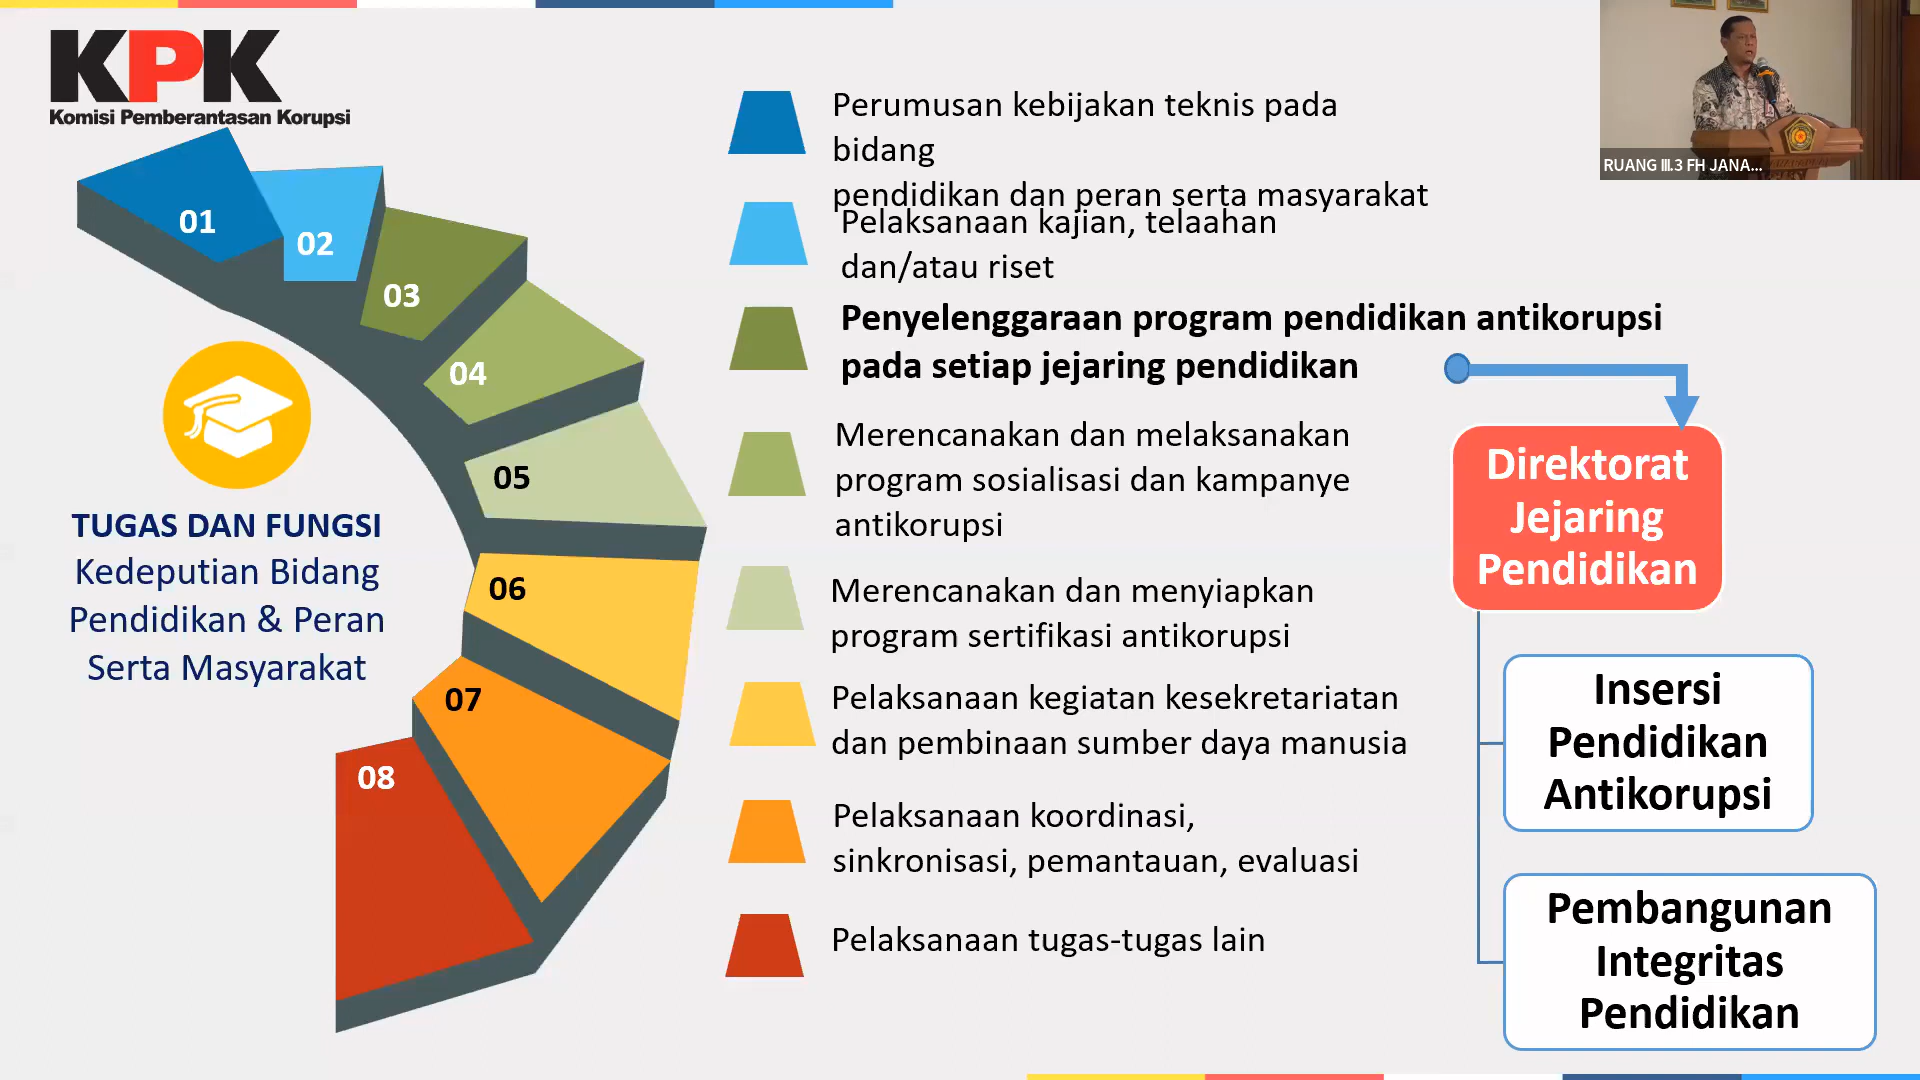 KPK
Komisi Pemberantasan Korupsi
01
02
03
04
05
06
07
08
TUGAS DAN FUNGSI
Kedeputian Bidang
Pendidikan & Peran
Serta Masyarakat
Perumusan kebijakan teknis pada
bidang
pendidikan dan peran serta masyarakat
Pelaksanaan kajian, telaahan
dan/atau riset
Penyelenggaraan program pendidikan antikorupsi
pada setiap jejaring pendidikan
Merencanakan dan melaksanakan
program sosialisasi dan kampanye
antikorupsi
Merencanakan dan menyiapkan
program sertifikasi antikorupsi
Pelaksanaan kegiatan kesekretariatan
dan pembinaan sumber daya manusia
Pelaksanaan koordinasi,
sinkronisasi, pemantauan, evaluasi
Pelaksanaan tugas-tugas lain
Direktorat
Jejaring
Pendidikan
Insersi
Pendidikan
Antikorupsi
Pembangunan
Integritas
Pendidikan
RUANG III.3 FH JANA...